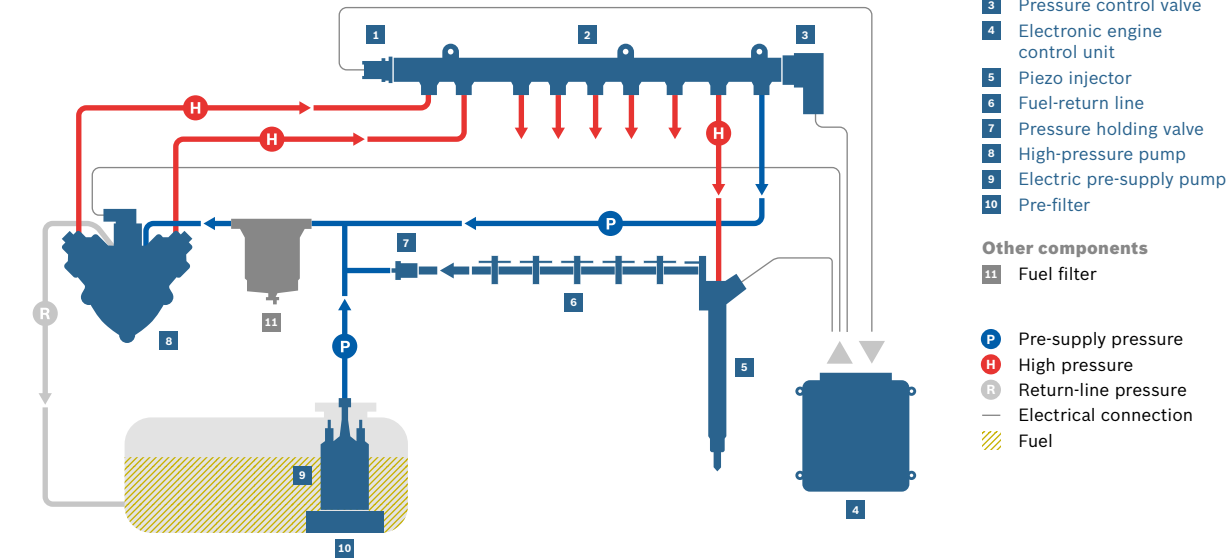 1
2
3
H
H
H
P
7
6
R
8
11
P
5
9
10
4
3 Pressure control valve
4 Electronic engine
control unit
5 Piezo injector
6 Fuel-return line
7 Pressure holding valve
8 High-pressure pump
9 Electric pre-supply pump
10 Pre-filter
Other components
11 Fuel filter
P Pre-supply pressure
H High pressure
R Return-line pressure
Electrical connection
Fuel